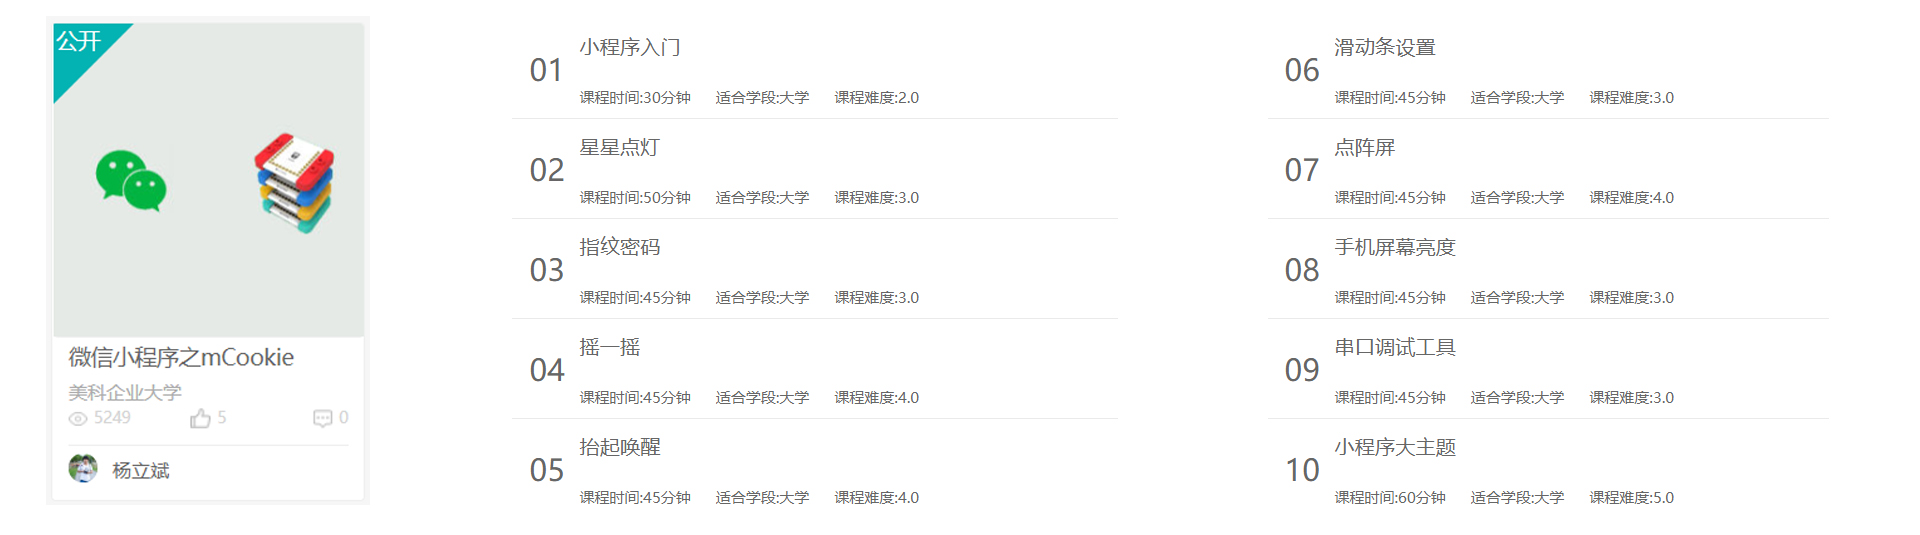 公开
微信小程序之mCookie
美科企业大学
5249 5 0
杨立斌
01
小程序入门
课程时间:30分钟 适合学段:大学 课程难度:2.0
02
星星点灯
课程时间:50分钟 适合学段:大学 课程难度:3.0
03
指纹密码
课程时间:45分钟 适合学段:大学 课程难度:3.0
04
摇一摇
课程时间:45分钟 适合学段:大学 课程难度:4.0
05
抬起唤醒
课程时间:45分钟 适合学段:大学 课程难度:4.0
06
滑动条设置
课程时间:45分钟 适合学段:大学 课程难度:3.0
07
点阵屏
课程时间:45分钟 适合学段:大学 课程难度:4.0
08
手机屏幕亮度
课程时间:45分钟 适合学段:大学 课程难度:3.0
09
串口调试工具
课程时间:45分钟 适合学段:大学 课程难度:3.0
10
小程序大主题
课程时间:60分钟 适合学段:大学 课程难度:5.0